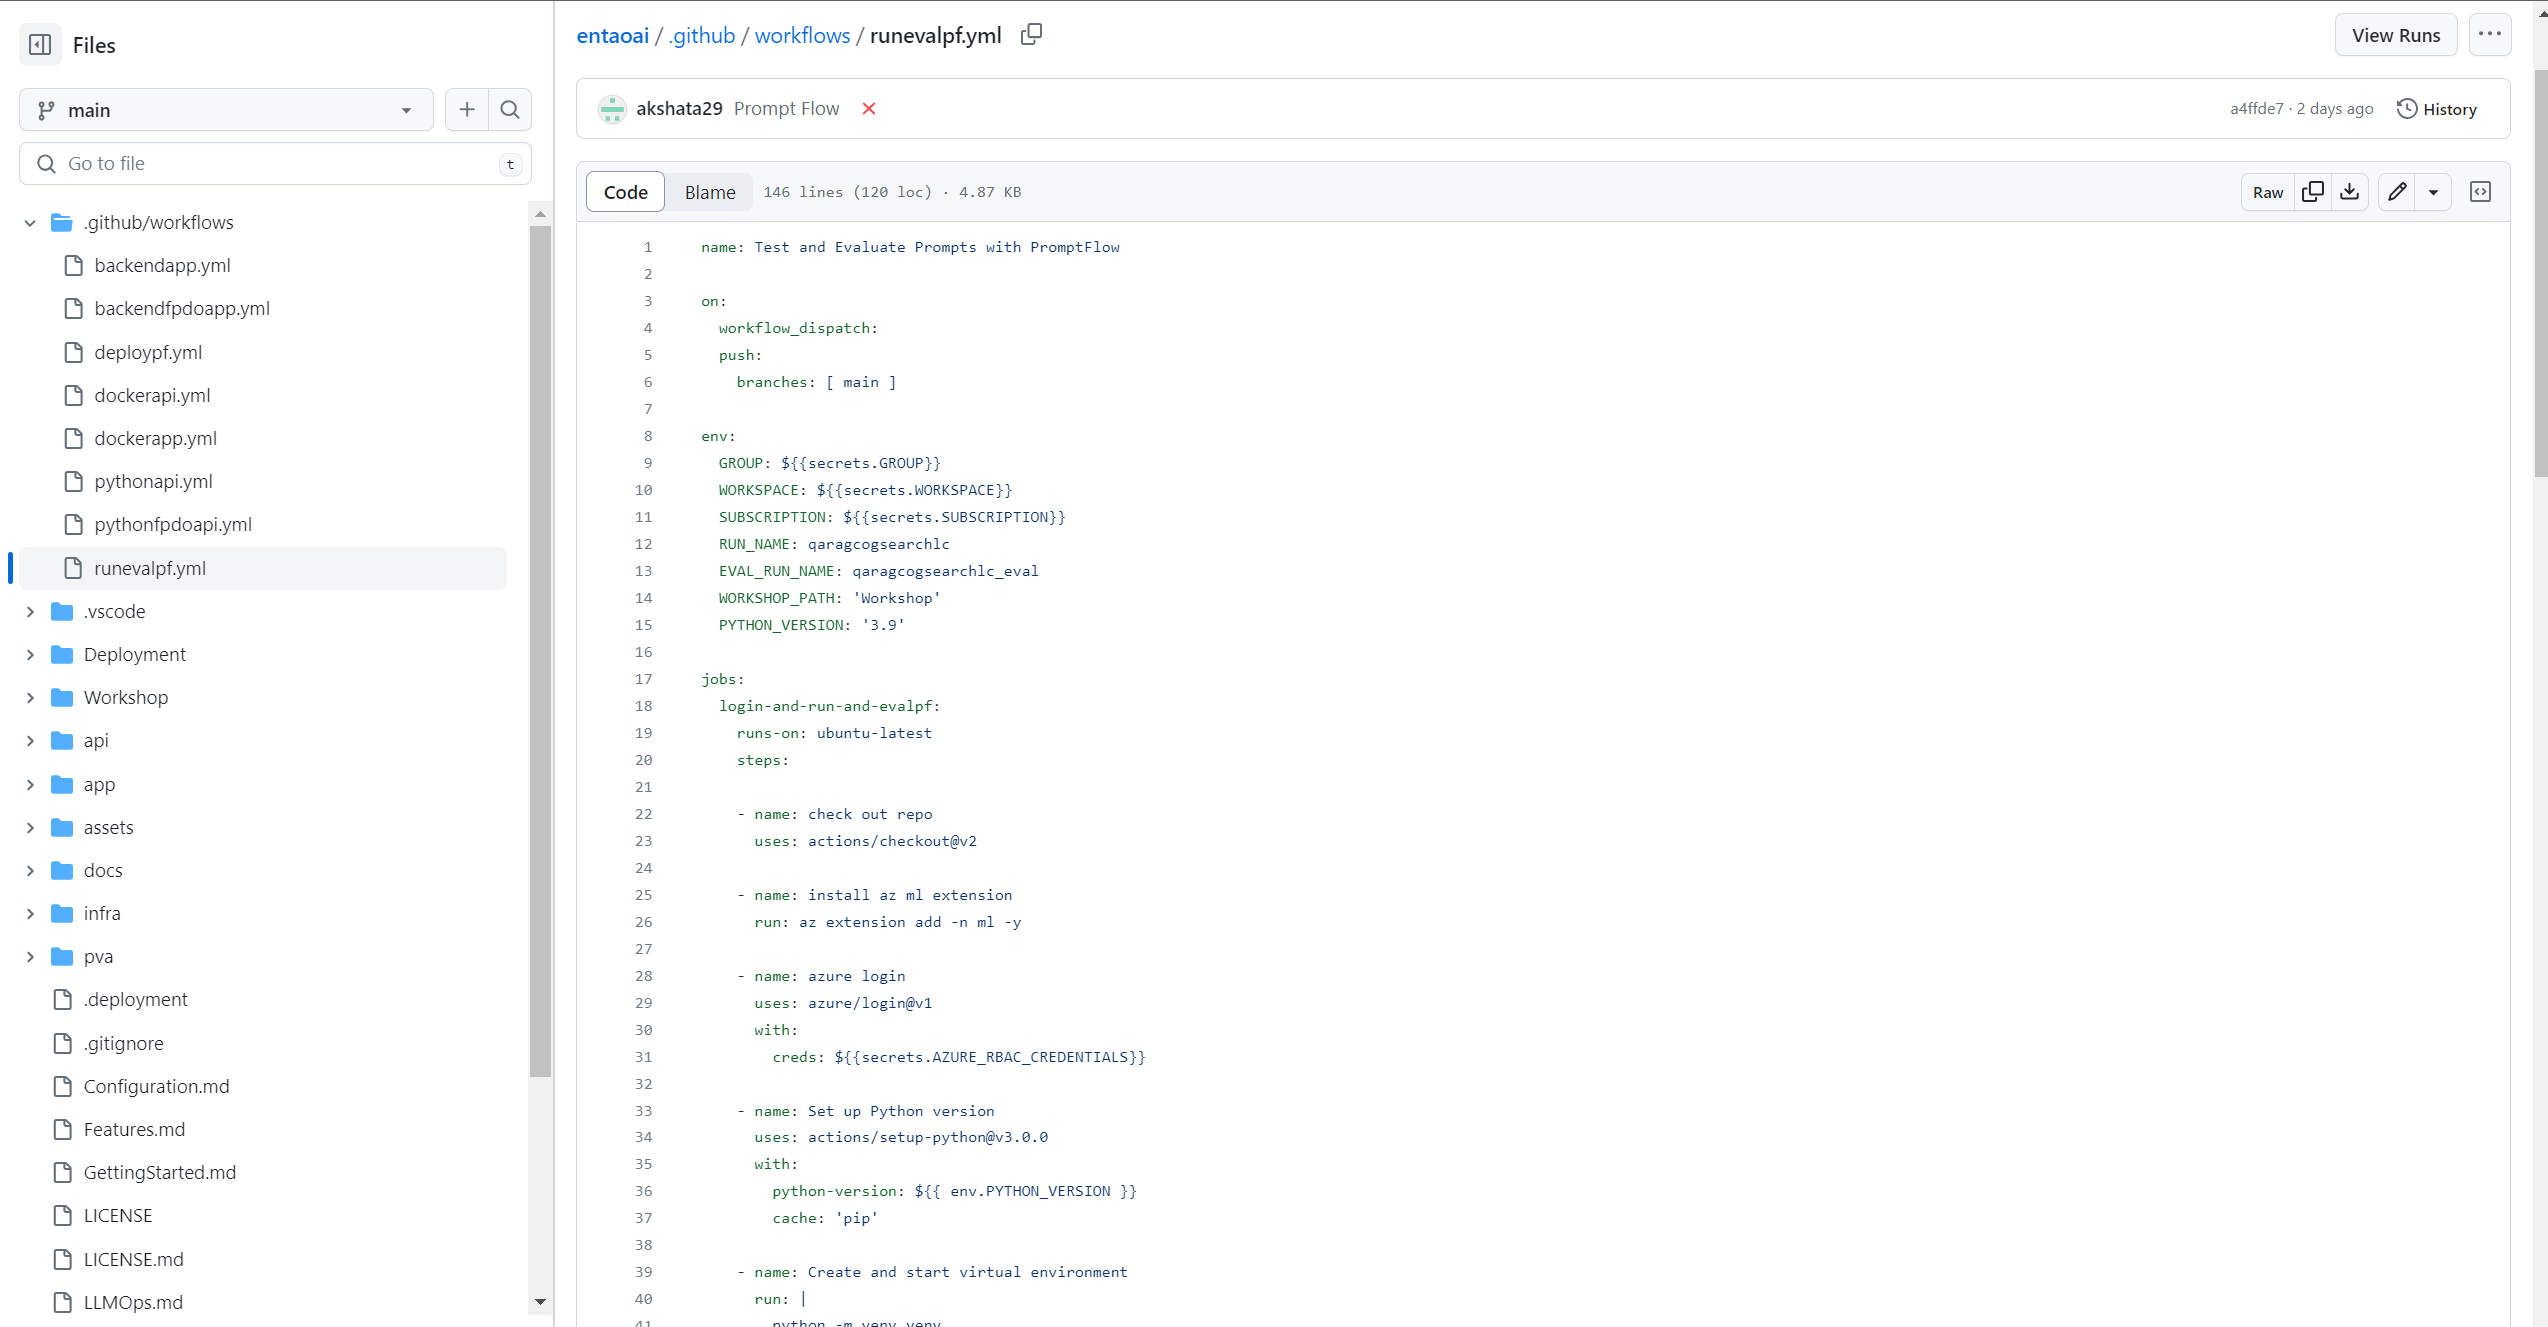 Files
main
Go to file
t
.github/workflows
backendapp.yml
backendfpdoapp.yml
deploypf.yml
dockerapi.yml
dockerapp.yml
pythonapi.yml
pythonfpdoapi.yml
runevalpf.yml
.vscode
Deployment
Workshop
api
app
assets
docs
infra
pva
.deployment
.gitignore
Configuration.md
Features.md
GettingStarted.md
LICENSE
LICENSE.md
LLMOps.md
entaoai / .github / workflows / runevalpf.yml
View Runs
akshata29 Prompt Flow
a4ffde7 · 2 days ago
History
Code Blame 146 lines (120 loc) · 4.87 KB
Raw
1 name: Test and Evaluate Prompts with PromptFlow
2
3 on:
4 workflow_dispatch:
5 push:
6 branches: [ main ]
7
8 env:
9 GROUP: ${{secrets.GROUP}}
10 WORKSPACE: ${{secrets.WORKSPACE}}
11 SUBSCRIPTION: ${{secrets.SUBSCRIPTION}}
12 RUN_NAME: qaragcogsearchlc
13 EVAL_RUN_NAME: qaragcogsearchlc_eval
14 WORKSHOP_PATH: 'Workshop'
15 PYTHON_VERSION: '3.9'
16
17 jobs:
18 login-and-run-and-evalpf:
19 runs-on: ubuntu-latest
20 steps:
21
22 - name: check out repo
23 uses: actions/checkout@v2
24
25 - name: install az ml extension
26 run: az extension add -n ml -y
27
28 - name: azure login
29 uses: azure/login@v1
30 with:
31 creds: ${{secrets.AZURE_RBAC_CREDENTIALS}}
32
33 - name: Set up Python version
34 uses: actions/setup-python@v3.0.0
35 with:
36 python-version: ${{ env.PYTHON_VERSION }}
37 cache: 'pip'
38
39 - name: Create and start virtual environment
40 run: |
41 python -m venv venv